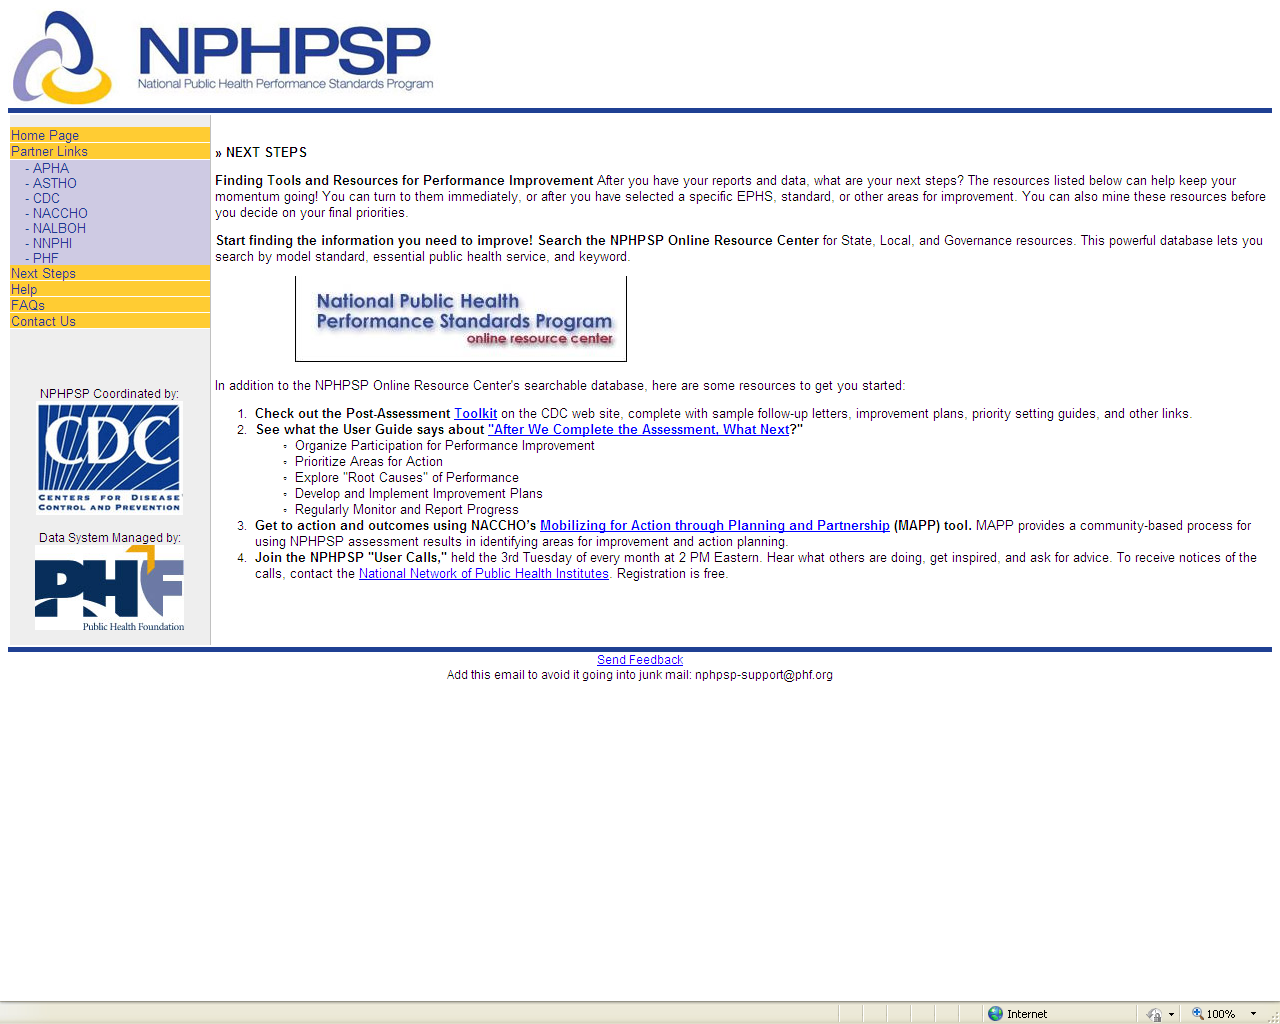 NPHPSP
National Public Health Performance Standards Program
Home Page
Partner Links
- APHA
- ASTHO
- CDC
- NACCHO
- NALBOH
- NNPHI
- PHF
Next Steps
Help
FAQs
Contact Us
NPHPSP Coordinated by:
CDC
CENTERS FOR DISEASE
CONTROL AND PREVENTION
Data System Managed by:
PHF
Public Health Foundation
» NEXT STEPS
Finding Tools and Resources for Performance Improvement After you have your reports and data, what are your next steps? The resources listed below can help keep your
momentum going! You can turn to them immediately, or after you have selected a specific EPHS, standard, or other areas for improvement. You can also mine these resources before
you decide on your final priorities.
Start finding the information you need to improve! Search the NPHPSP Online Resource Center for State, Local, and Governance resources. This powerful database lets you
search by model standard, essential public health service, and keyword.
National Public Health
Performance Standards Program
online resource center
In addition to the NPHPSP Online Resource Center's searchable database, here are some resources to get you started:
1. Check out the Post-Assessment Toolkit on the CDC web site, complete with sample follow-up letters, improvement plans, priority setting guides, and other links.
2. See what the User Guide says about "After We Complete the Assessment, What Next?"
◦ Organize Participation for Performance Improvement
◦ Prioritize Areas for Action
◦ Explore "Root Causes" of Performance
◦ Develop and Implement Improvement Plans
◦ Regularly Monitor and Report Progress
3. Get to action and outcomes using NACCHO's Mobilizing for Action through Planning and Partnership (MAPP) tool. MAPP provides a community-based process for
using NPHPSP assessment results in identifying areas for improvement and action planning.
4. Join the NPHPSP "User Calls," held the 3rd Tuesday of every month at 2 PM Eastern. Hear what others are doing, get inspired, and ask for advice. To receive notices of the
calls, contact the National Network of Public Health Institutes. Registration is free.
Send Feedback
Add this email to avoid it going into junk mail: nphpsp-support@phf.org
Internet
100%